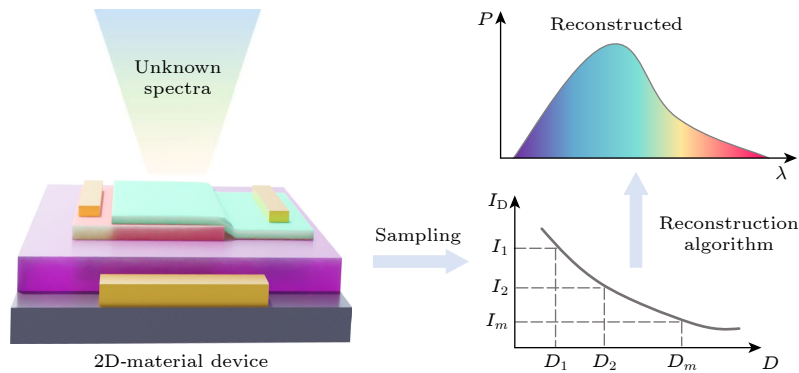 Unknown
spectra
2D-material device
Sampling
P
Reconstructed
λ
I_D
I_1
I_2
I_m
D_1 D_2 D_m D
Reconstruction
algorithm